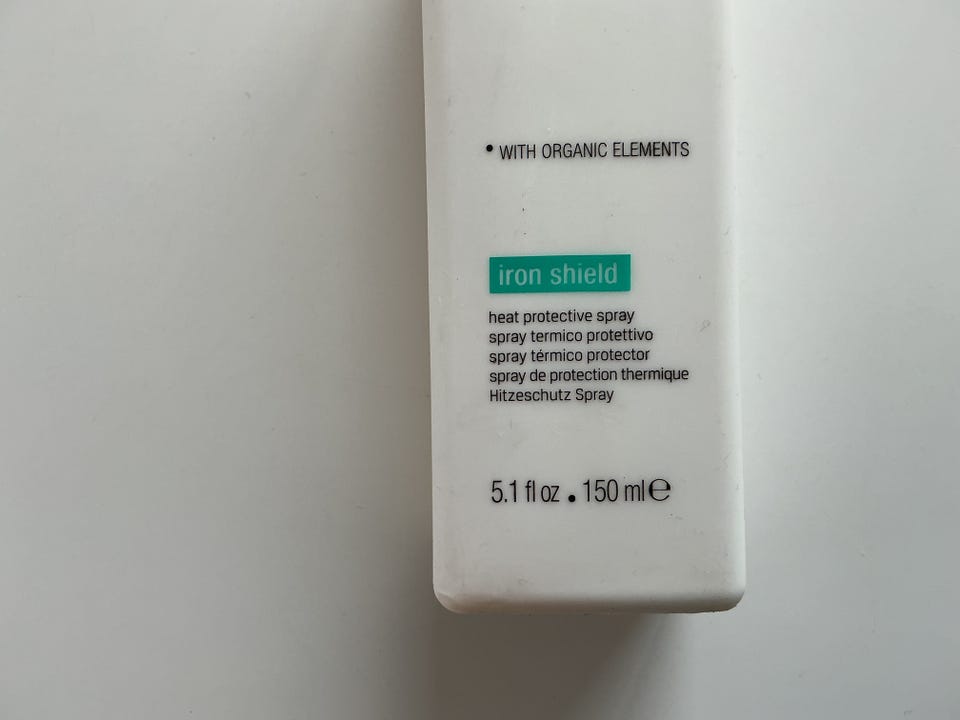 • WITH ORGANIC ELEMENTS
iron shield
heat protective spray
spray termico protettivo
spray térmico protector
spray de protection thermique
Hitzeschutz Spray
5.1 fl oz . 150 ml ℮